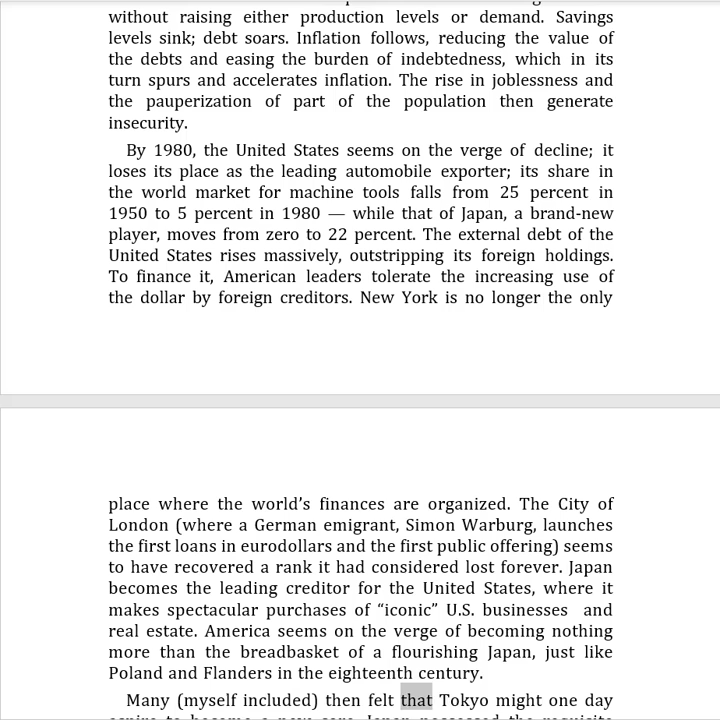 without raising either production levels or demand. Savings
levels sink; debt soars. Inflation follows, reducing the value of
the debts and easing the burden of indebtedness, which in its
turn spurs and accelerates inflation. The rise in joblessness and
the pauperization of part of the population then generate
insecurity.
By 1980, the United States seems on the verge of decline; it
loses its place as the leading automobile exporter; its share in
the world market for machine tools falls from 25 percent in
1950 to 5 percent in 1980 — while that of Japan, a brand-new
player, moves from zero to 22 percent. The external debt of the
United States rises massively, outstripping its foreign holdings.
To finance it, American leaders tolerate the increasing use of
the dollar by foreign creditors. New York is no longer the only
place where the world's finances are organized. The City of
London (where a German emigrant, Simon Warburg, launches
the first loans in eurodollars and the first public offering) seems
to have recovered a rank it had considered lost forever. Japan
becomes the leading creditor for the United States, where it
makes spectacular purchases of “iconic” U.S. businesses and
real estate. America seems on the verge of becoming nothing
more than the breadbasket of a flourishing Japan, just like
Poland and Flanders in the eighteenth century.
Many (myself included) then felt that Tokyo might one day